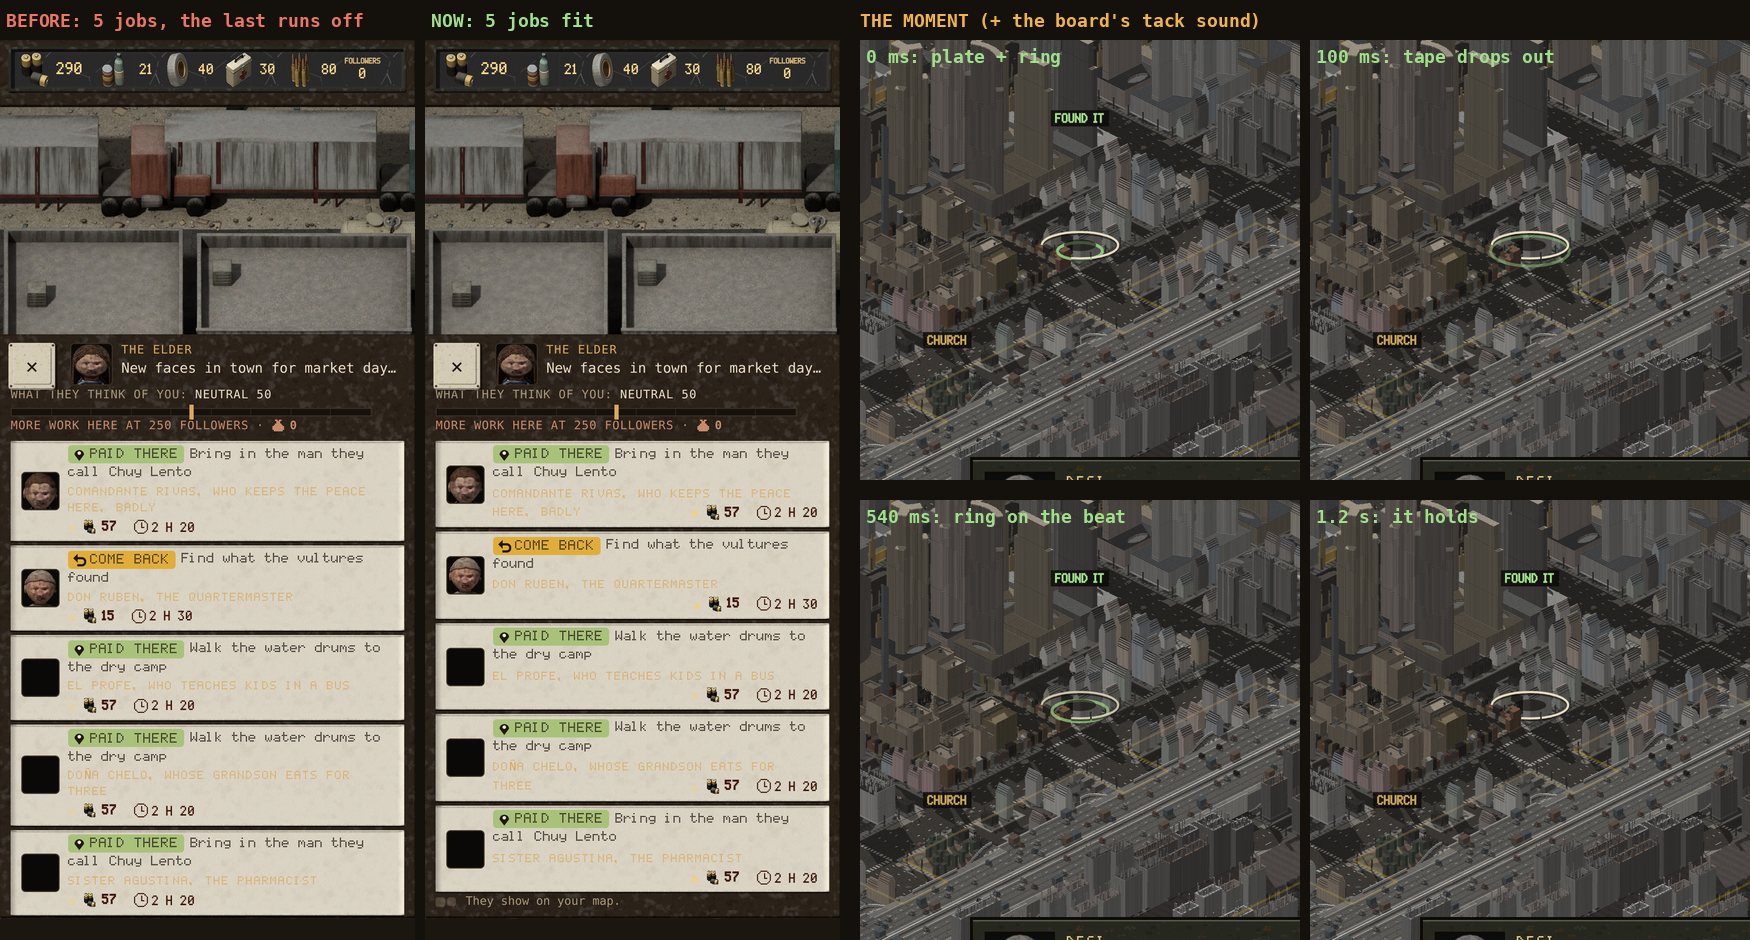 BEFORE: 5 jobs, the last runs off
290
21
40
30
80
FOLLOWERS
0
THE ELDER
New faces in town for market day…
WHAT THEY THINK OF YOU: NEUTRAL 50
MORE WORK HERE AT 250 FOLLOWERS · 0
PAID THERE Bring in the man they
call Chuy Lento
COMANDANTE RIVAS, WHO KEEPS THE PEACE
HERE, BADLY
57 2 H 20
COME BACK Find what the vultures
found
DON RUBEN, THE QUARTERMASTER
15 2 H 30
PAID THERE Walk the water drums to
the dry camp
EL PROFE, WHO TEACHES KIDS IN A BUS
57 2 H 20
PAID THERE Walk the water drums to
the dry camp
DOÑA CHELO, WHOSE GRANDSON EATS FOR
THREE
57 2 H 20
PAID THERE Bring in the man they
call Chuy Lento
SISTER AGUSTINA, THE PHARMACIST
57 2 H 20
NOW: 5 jobs fit
290
21
40
30
80
FOLLOWERS
0
THE ELDER
New faces in town for market day…
WHAT THEY THINK OF YOU: NEUTRAL 50
MORE WORK HERE AT 250 FOLLOWERS · 0
PAID THERE Bring in the man they
call Chuy Lento
COMANDANTE RIVAS, WHO KEEPS THE PEACE
HERE, BADLY
57 2 H 20
COME BACK Find what the vultures
found
DON RUBEN, THE QUARTERMASTER
15 2 H 30
PAID THERE Walk the water drums to
the dry camp
EL PROFE, WHO TEACHES KIDS IN A BUS
57 2 H 20
PAID THERE Walk the water drums to
the dry camp
DOÑA CHELO, WHOSE GRANDSON EATS FOR
THREE
57 2 H 20
PAID THERE Bring in the man they
call Chuy Lento
SISTER AGUSTINA, THE PHARMACIST
57 2 H 20
They show on your map.
THE MOMENT (+ the board's tack sound)
0 ms: plate + ring
FOUND IT
CHURCH
100 ms: tape drops out
CHURCH
540 ms: ring on the beat
FOUND IT
CHURCH
1.2 s: it holds
FOUND IT
CHURCH